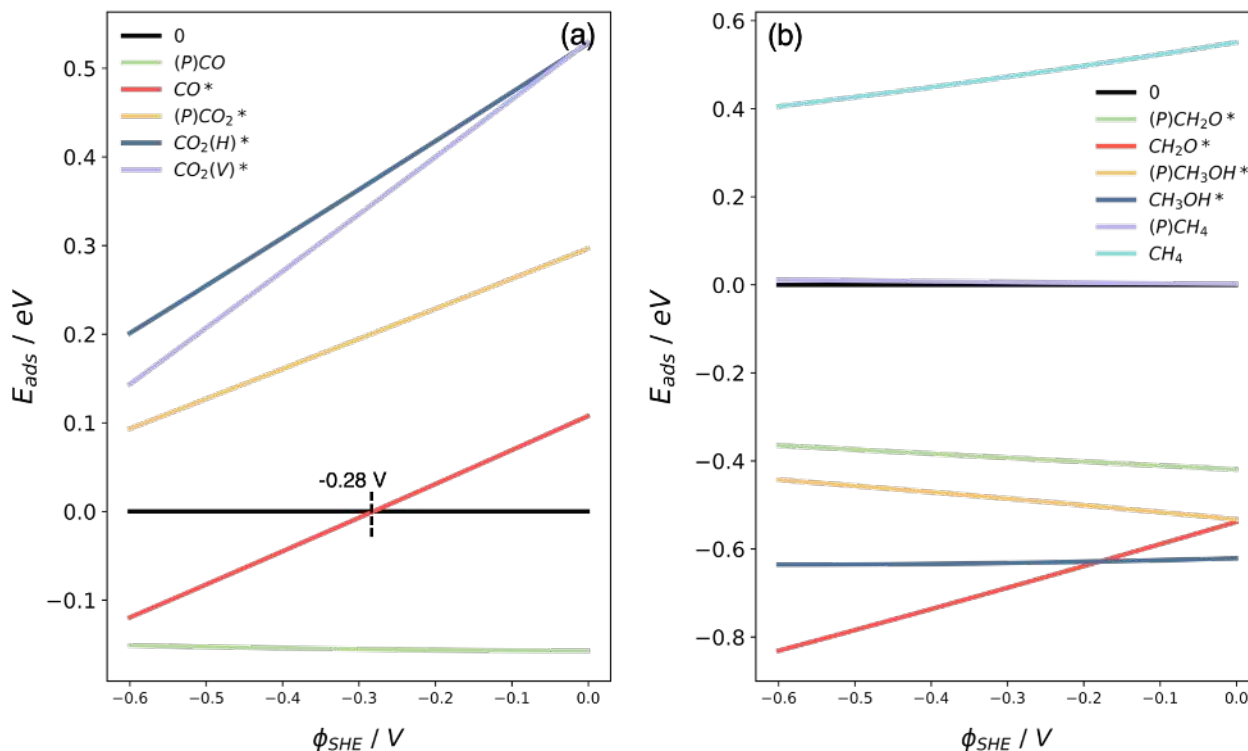 (a)
0
(P)CO
CO*
(P)CO₂*
CO₂(H)*
CO₂(V)*
0.5
0.4
0.3
0.2
0.1
0.0
−0.1
E_ads / eV
-0.28 V
−0.6
−0.5
−0.4
−0.3
−0.2
−0.1
0.0
ϕ_SHE / V
(b)
0
(P)CH₂O*
CH₂O*
(P)CH₃OH*
CH₃OH*
(P)CH₄
CH₄
0.6
0.4
0.2
0.0
−0.2
−0.4
−0.6
−0.8
E_ads / eV
−0.6
−0.5
−0.4
−0.3
−0.2
−0.1
0.0
ϕ_SHE / V